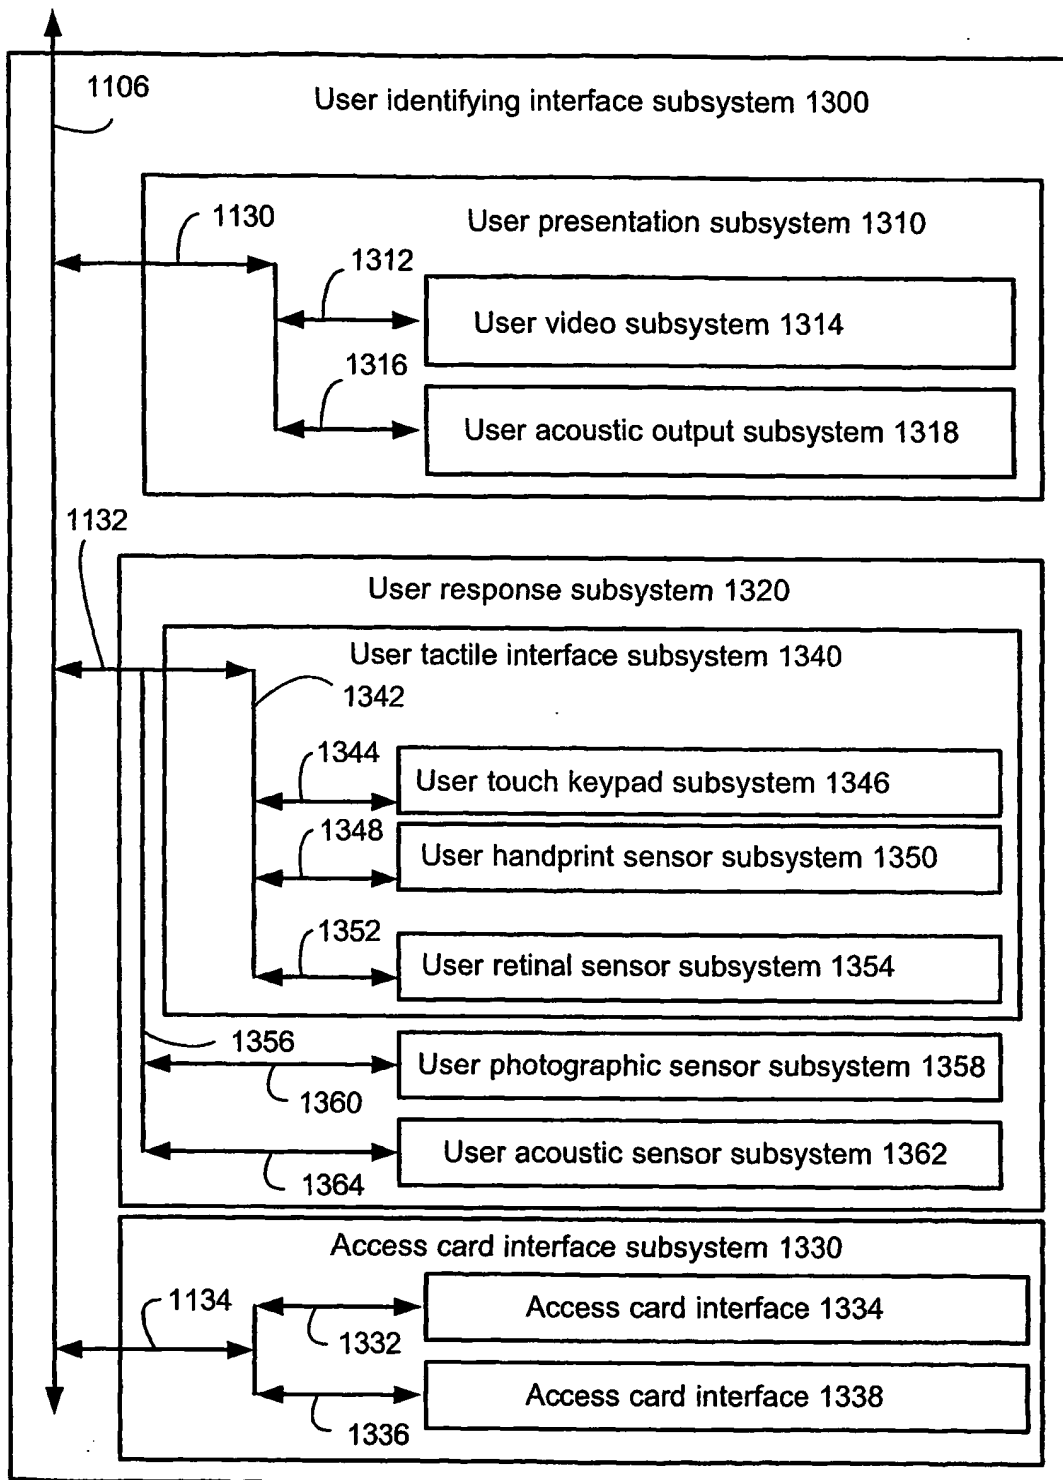 1106
User identifying interface subsystem 1300
1130
User presentation subsystem 1310
1312
User video subsystem 1314
1316
User acoustic output subsystem 1318
1132
User response subsystem 1320
User tactile interface subsystem 1340
1342
1344
User touch keypad subsystem 1346
1348
User handprint sensor subsystem 1350
1352
User retinal sensor subsystem 1354
1356
User photographic sensor subsystem 1358
1360
User acoustic sensor subsystem 1362
1364
Access card interface subsystem 1330
1134
Access card interface 1334
1332
Access card interface 1338
1336